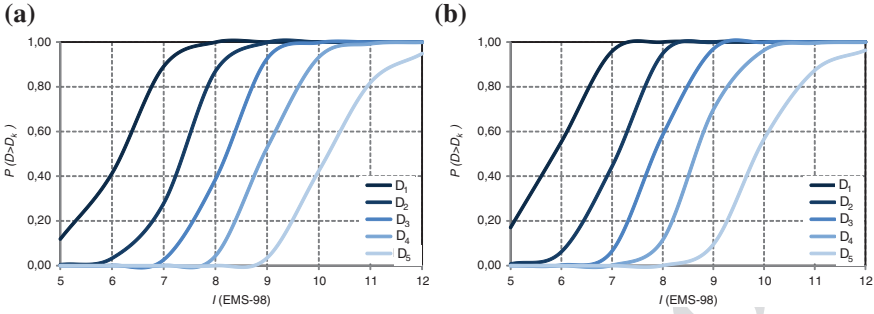 (a)
1,00
0,80
0,60
0,40
0,20
0,00
P (D>Dk)
5 6 7 8 9 10 11 12
I (EMS-98)
D1
D2
D3
D4
D5
(b)
1,00
0,80
0,60
0,40
0,20
0,00
P (D>Dk)
5 6 7 8 9 10 11 12
I (EMS-98)
D1
D2
D3
D4
D5